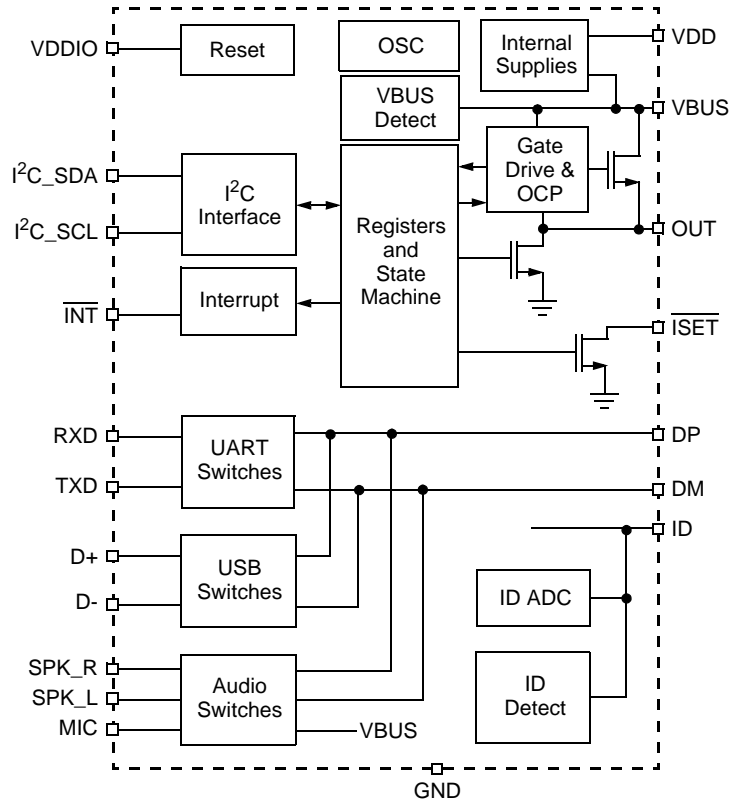 VDDIO
Reset
OSC
Internal
Supplies
VDD
VBUS
Detect
VBUS
I²C_SDA
I²C_SCL
I²C
Interface
Registers
and
State
Machine
Gate
Drive &
OCP
OUT
INT
Interrupt
ISET
RXD
TXD
UART
Switches
DP
DM
D+
D-
USB
Switches
ID
ID ADC
SPK_R
SPK_L
MIC
Audio
Switches
VBUS
ID
Detect
GND